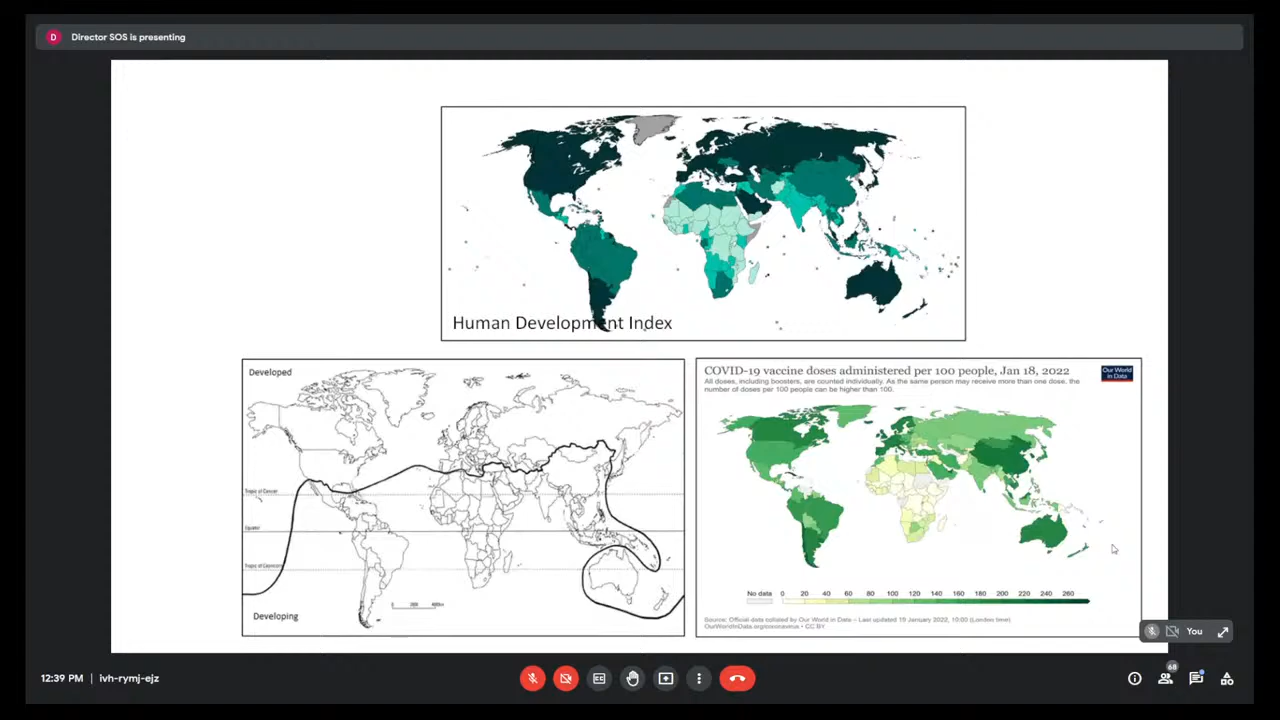 D Director SOS is presenting
Human Development Index
Developed
Tropic of Cancer
Equator
Tropic of Capricorn
Developing
COVID-19 vaccine doses administered per 100 people, Jan 18, 2022
Our World
in Data
All doses, including boosters, are counted individually. As the same person may receive more than one dose, the
number of doses per 100 people can be higher than 100.
No data 0 20 40 60 80 100 120 140 160 180 200 220 240 260
Source: Official data collated by Our World in Data – Last updated 19 January 2022, 10:00 (London time)
OurWorldInData.org/coronavirus • CC BY
You
12:39 PM | ivh-rymj-ejz
68